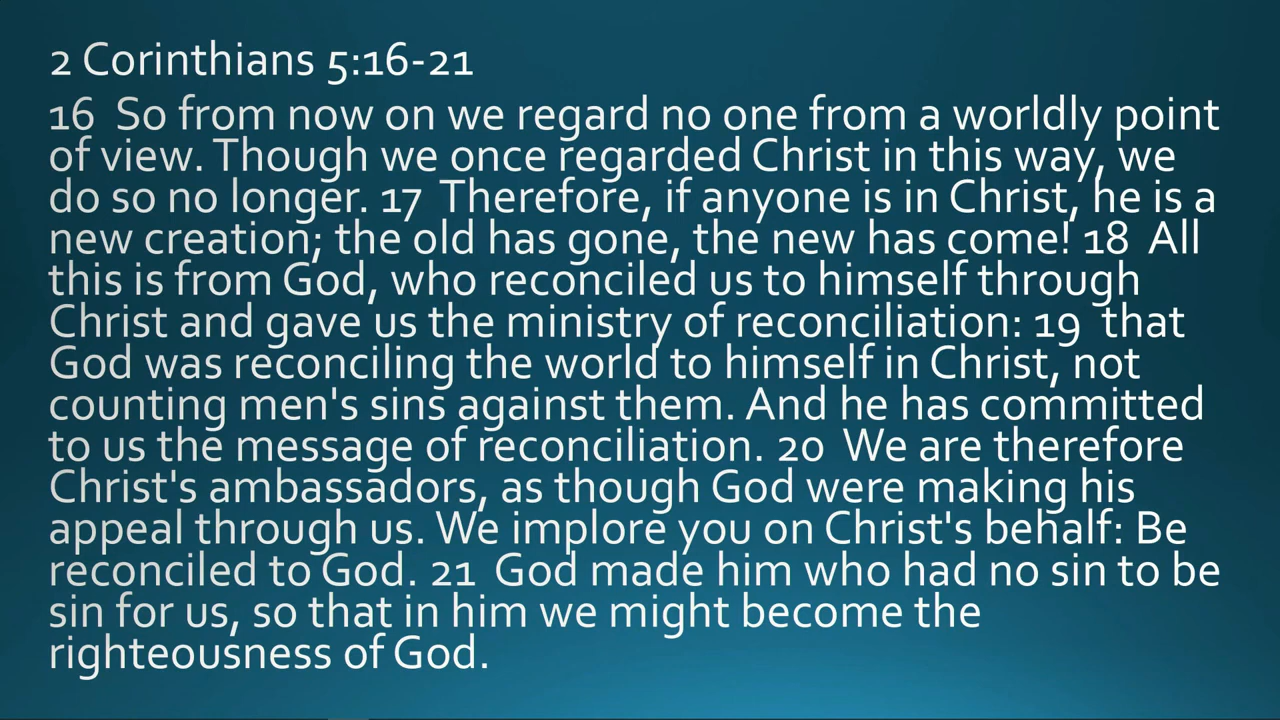 2 Corinthians 5:16-21
16  So from now on we regard no one from a worldly point
of view. Though we once regarded Christ in this way, we
do so no longer. 17  Therefore, if anyone is in Christ, he is a
new creation; the old has gone, the new has come! 18  All
this is from God, who reconciled us to himself through
Christ and gave us the ministry of reconciliation: 19  that
God was reconciling the world to himself in Christ, not
counting men's sins against them. And he has committed
to us the message of reconciliation. 20  We are therefore
Christ's ambassadors, as though God were making his
appeal through us. We implore you on Christ's behalf: Be
reconciled to God. 21  God made him who had no sin to be
sin for us, so that in him we might become the
righteousness of God.